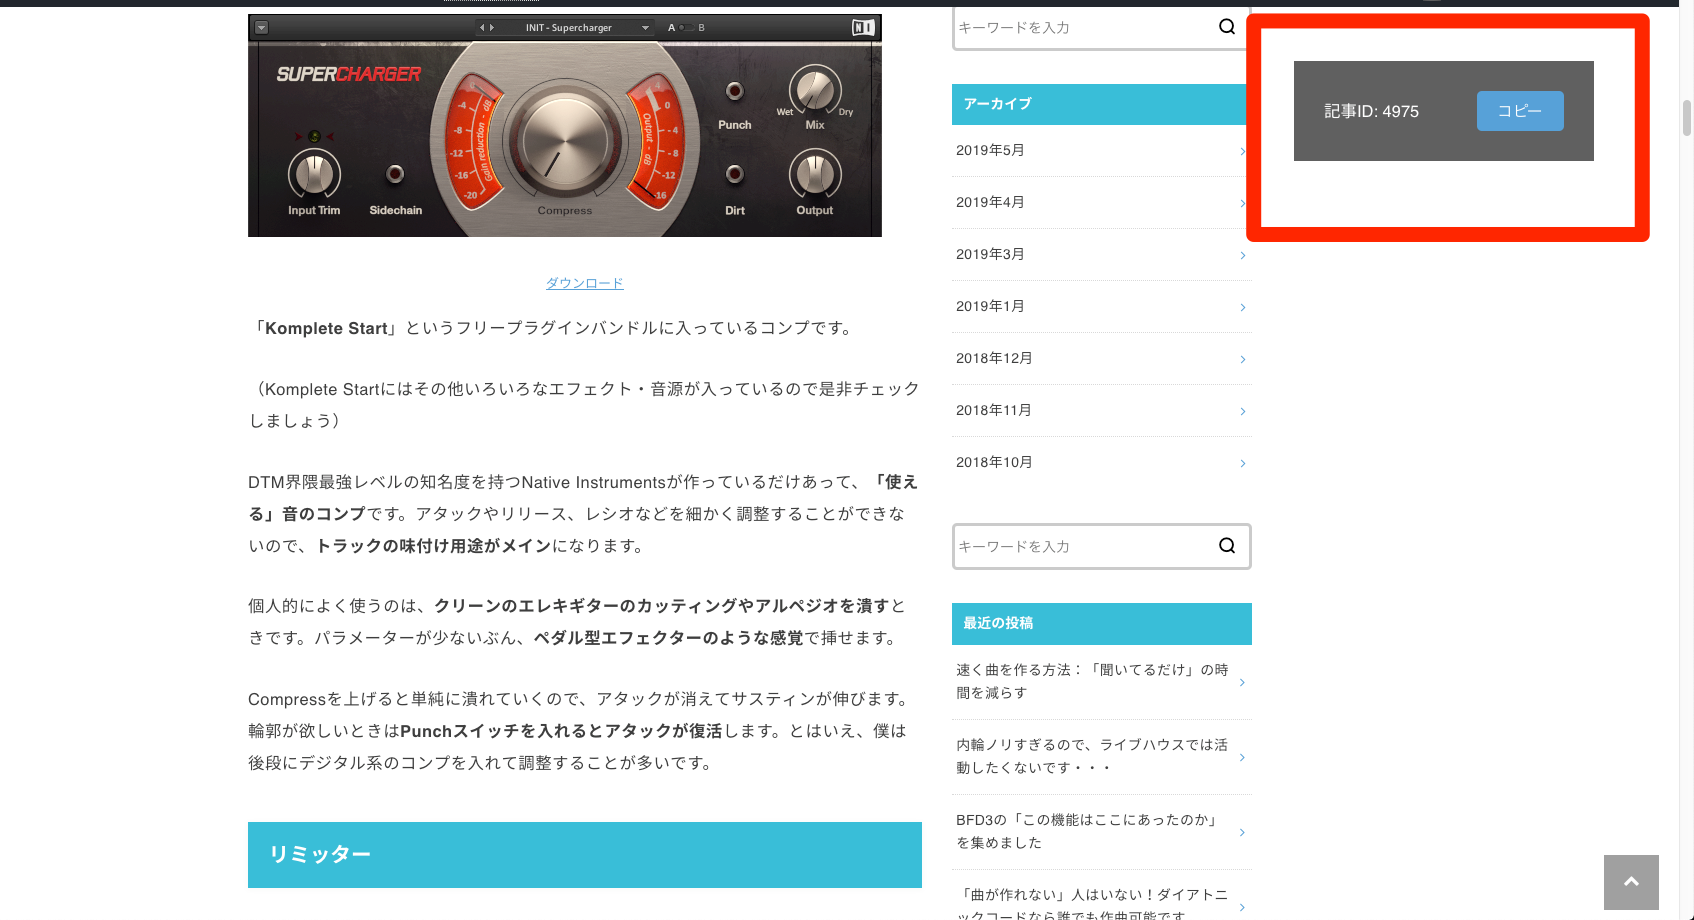 INIT - Supercharger
A B
NI
SUPERCHARGER
-4
-8
-12
-16
-20
Gain reduction - dB
0
-4
-8
-12
-16
Output - dB
Input Trim
Sidechain
Compress
Punch
Wet
Dry
Mix
Dirt
Output
ダウンロード
「Komplete Start」というフリープラグインバンドルに入っているコンプです。
（Komplete Startにはその他いろいろなエフェクト・音源が入っているので是非チェック
しましょう）
DTM界隈最強レベルの知名度を持つNative Instrumentsが作っているだけあって、「使え
る」音のコンプです。アタックやリリース、レシオなどを細かく調整することができな
いので、トラックの味付け用途がメインになります。
個人的によく使うのは、クリーンのエレキギターのカッティングやアルペジオを潰すと
きです。パラメーターが少ないぶん、ペダル型エフェクターのような感覚で挿せます。
Compressを上げると単純に潰れていくので、アタックが消えてサスティンが伸びます。
輪郭が欲しいときはPunchスイッチを入れるとアタックが復活します。とはいえ、僕は
後段にデジタル系のコンプを入れて調整することが多いです。
リミッター
キーワードを入力
アーカイブ
2019年5月
2019年4月
2019年3月
2019年1月
2018年12月
2018年11月
2018年10月
キーワードを入力
最近の投稿
速く曲を作る方法：「聞いてるだけ」の時
間を減らす
内輪ノリすぎるので、ライブハウスでは活
動したくないです・・・
BFD3の「この機能はここにあったのか」
を集めました
「曲が作れない」人はいない！ダイアトニ
ックコードなら誰でも作曲可能です
記事ID: 4975
コピー